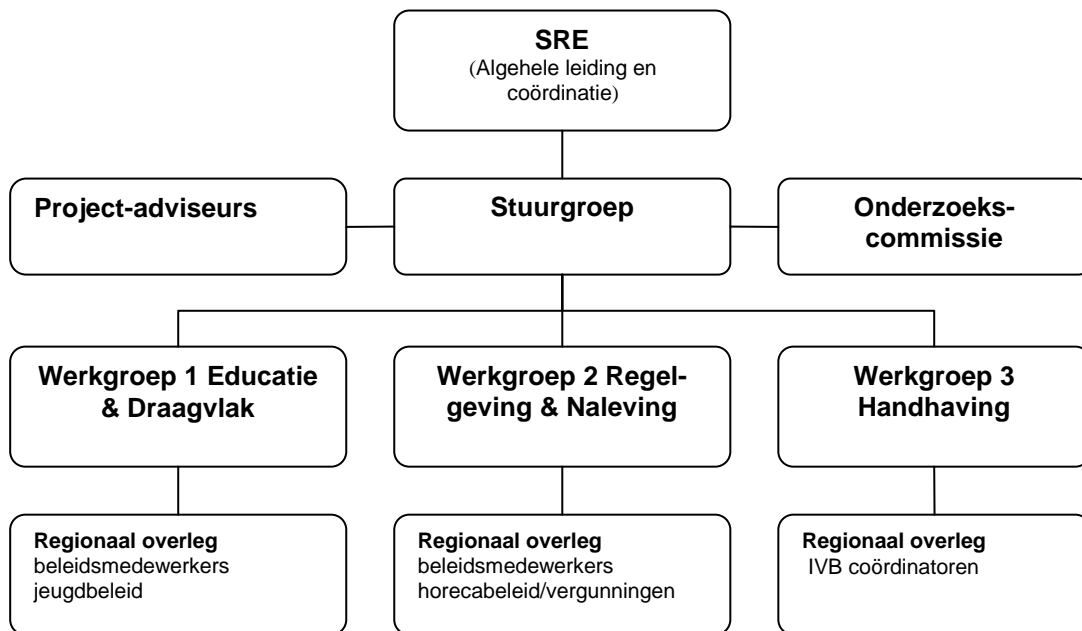 SRE
(Algehele leiding en
coördinatie)
Project-adviseurs
Stuurgroep
Onderzoeks-
commissie
Werkgroep 1 Educatie
& Draagvlak
Werkgroep 2 Regel-
geving & Naleving
Werkgroep 3
Handhaving
Regionaal overleg
beleidsmedewerkers
jeugdbeleid
Regionaal overleg
beleidsmedewerkers
horecabeleid/vergunningen
Regionaal overleg
IVB coördinatoren